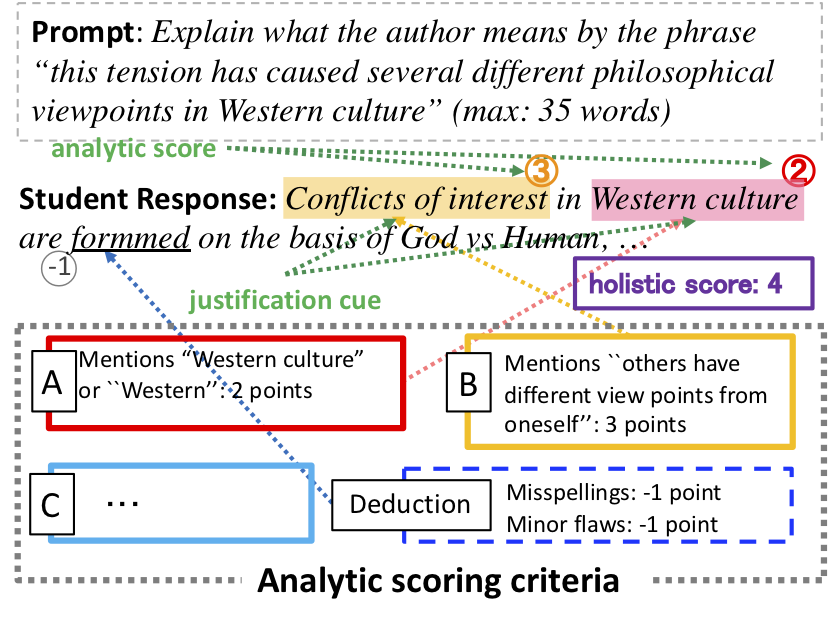 Prompt: Explain what the author means by the phrase
“this tension has caused several different philosophical
viewpoints in Western culture” (max: 35 words)
analytic score
3
2
Student Response: Conflicts of interest in Western culture
are formmed on the basis of God vs Human, …
-1
justification cue
holistic score: 4
A
Mentions “Western culture”
or ``Western’’: 2 points
B
Mentions ``others have
different view points from
oneself’’: 3 points
C
…
Deduction
Misspellings: -1 point
Minor flaws: -1 point
Analytic scoring criteria